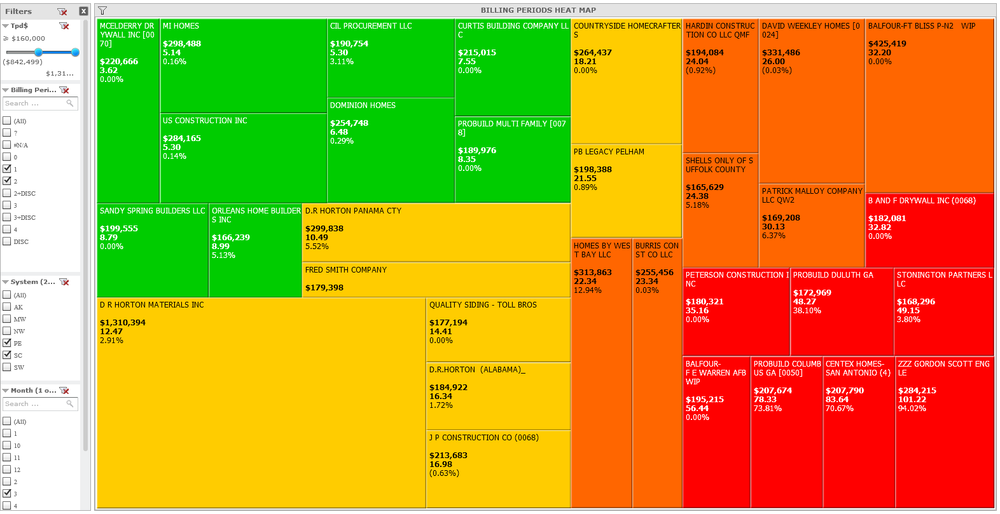 Filters
Tpd$
≥ $160,000
($842,499)
$1,31...
Billing Peri...
Search ...
(All)
?
#N/A
0
1
2
2+DISC
3
3+DISC
4
DISC
System (2...
(All)
AK
MW
NW
PE
SC
SW
Month (1 o...
Search ...
(All)
1
10
11
12
2
3
4
BILLING PERIODS HEAT MAP
MCELDERRY DR
YWALL INC [00
70]
$220,666
3.62
0.00%
MI HOMES
$298,488
5.14
0.16%
US CONSTRUCTION INC
$284,165
5.30
0.14%
CIL PROCUREMENT LLC
$190,754
5.30
3.11%
DOMINION HOMES
$254,748
6.48
0.29%
CURTIS BUILDING COMPANY LL
C
$215,015
7.55
0.00%
PROBUILD MULTI FAMILY [007
8]
$189,976
8.35
0.00%
SANDY SPRING BUILDERS LLC
$199,555
8.79
0.00%
ORLEANS HOME BUILDER
S INC
$166,239
8.99
5.13%
D.R HORTON PANAMA CTY
$299,838
10.49
5.52%
FRED SMITH COMPANY
$179,398
D R HORTON MATERIALS INC
$1,310,394
12.47
2.91%
QUALITY SIDING - TOLL BROS
$177,194
14.41
0.00%
D.R.HORTON (ALABAMA)_
$184,922
16.34
1.72%
J P CONSTRUCTION CO (0068)
$213,683
16.98
(0.63%)
COUNTRYSIDE HOMECRAFTER
S
$264,437
18.21
0.00%
PB LEGACY PELHAM
$198,388
21.55
0.89%
HOMES BY WES
T BAY LLC
$313,863
22.34
12.94%
BURRIS CON
ST CO LLC
$255,456
23.34
0.03%
HARDIN CONSTRUC
TION CO LLC QMF
$194,084
24.04
(0.92%)
SHELLS ONLY OF S
UFFOLK COUNTY
$165,629
24.38
5.18%
DAVID WEEKLEY HOMES [0
024]
$331,486
26.00
(0.03%)
PATRICK MALLOY COMPANY
LLC QW2
$169,208
30.13
6.37%
BALFOUR-FT BLISS P-N2 WIP
$425,419
32.20
0.00%
B AND F DRYWALL INC (0068)
$182,081
32.82
0.00%
PETERSON CONSTRUCTION I
NC
$180,321
35.16
0.00%
PROBUILD DULUTH GA
$172,969
48.27
38.10%
STONINGTON PARTNERS L
LC
$168,296
49.15
3.80%
BALFOUR-
F E WARREN AFB
WIP
$195,215
56.44
0.00%
PROBUILD COLUMB
US GA [0050]
$207,674
78.33
73.81%
CENTEX HOMES-
SAN ANTONIO (4)
$207,790
83.64
70.67%
ZZZ GORDON SCOTT ENG
LE
$284,215
101.22
94.02%